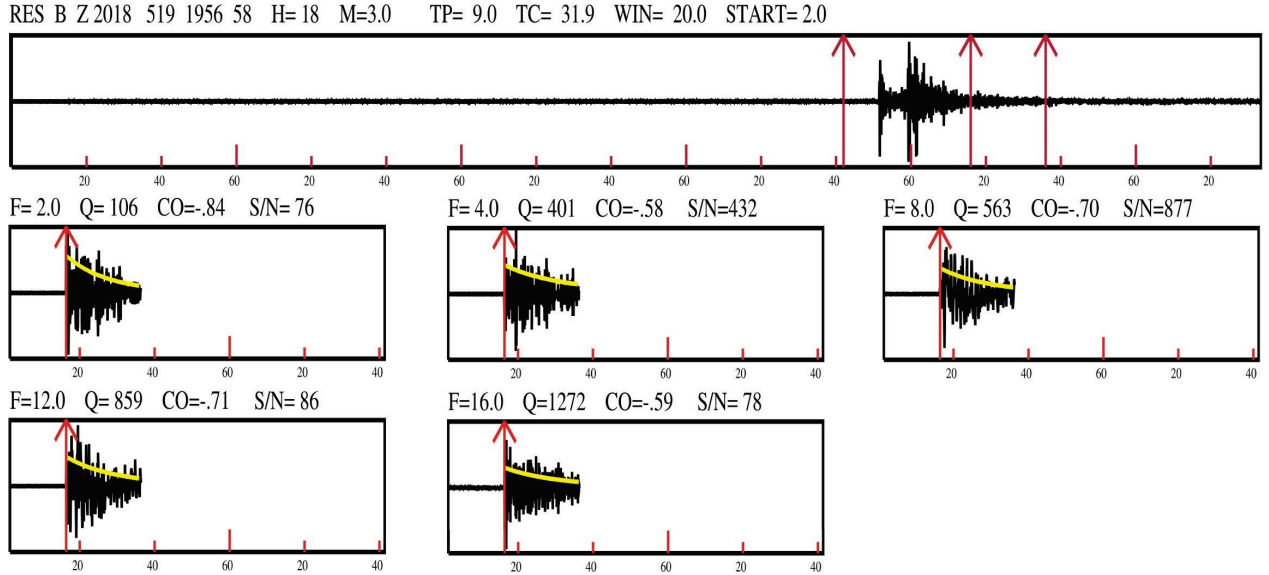 RES B Z 2018 519 1956 58 H= 18 M=3.0 TP= 9.0 TC= 31.9 WIN= 20.0 START= 2.0
20 40 60 20 40 60 20 40 60 20 40 60 20 40 60 20
F= 2.0 Q= 106 CO=-.84 S/N= 76
F= 4.0 Q= 401 CO=-.58 S/N=432
F= 8.0 Q= 563 CO=-.70 S/N=877
20 40 60 20 40
20 40 60 20 40
20 40 60 20 40
F=12.0 Q= 859 CO=-.71 S/N= 86
F=16.0 Q=1272 CO=-.59 S/N= 78
20 40 60 20 40
20 40 60 20 40